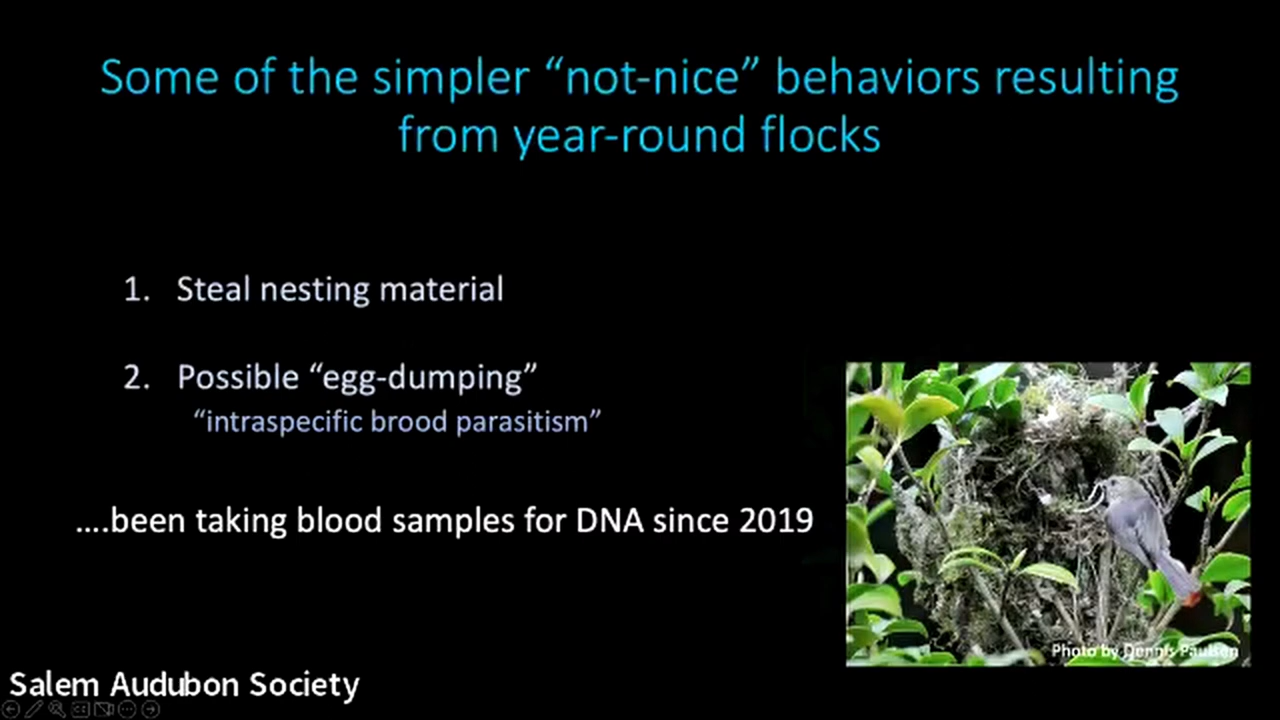 Some of the simpler “not-nice” behaviors resulting
from year-round flocks
1. Steal nesting material
2. Possible “egg-dumping”
“intraspecific brood parasitism”
....been taking blood samples for DNA since 2019
Photo by Dennis Paulson
Salem Audubon Society